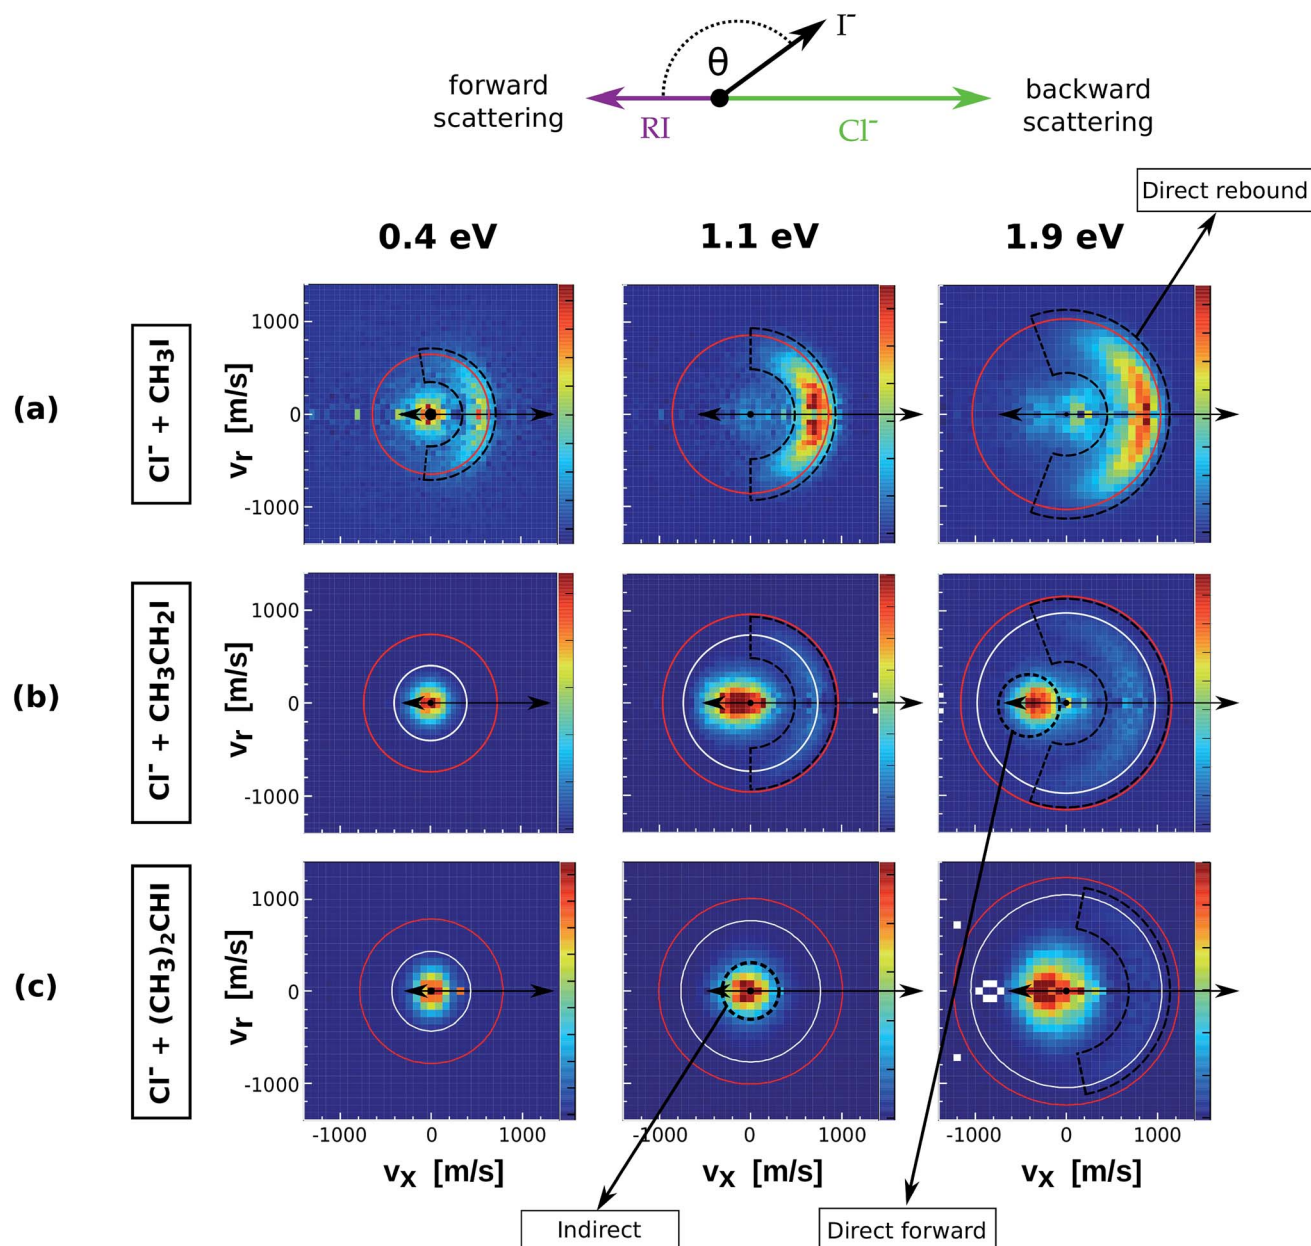 I⁻
θ
forward
scattering
RI
Cl⁻
backward
scattering
Direct rebound
0.4 eV
1.1 eV
1.9 eV
(a)
Cl⁻ + CH₃I
vᵣ [m/s]
1000
0
-1000
(b)
Cl⁻ + CH₃CH₂I
vᵣ [m/s]
1000
0
-1000
(c)
Cl⁻ + (CH₃)₂CHI
vᵣ [m/s]
1000
0
-1000
-1000 0 1000
-1000 0 1000
-1000 0 1000
vₓ [m/s]
vₓ [m/s]
vₓ [m/s]
Indirect
Direct forward